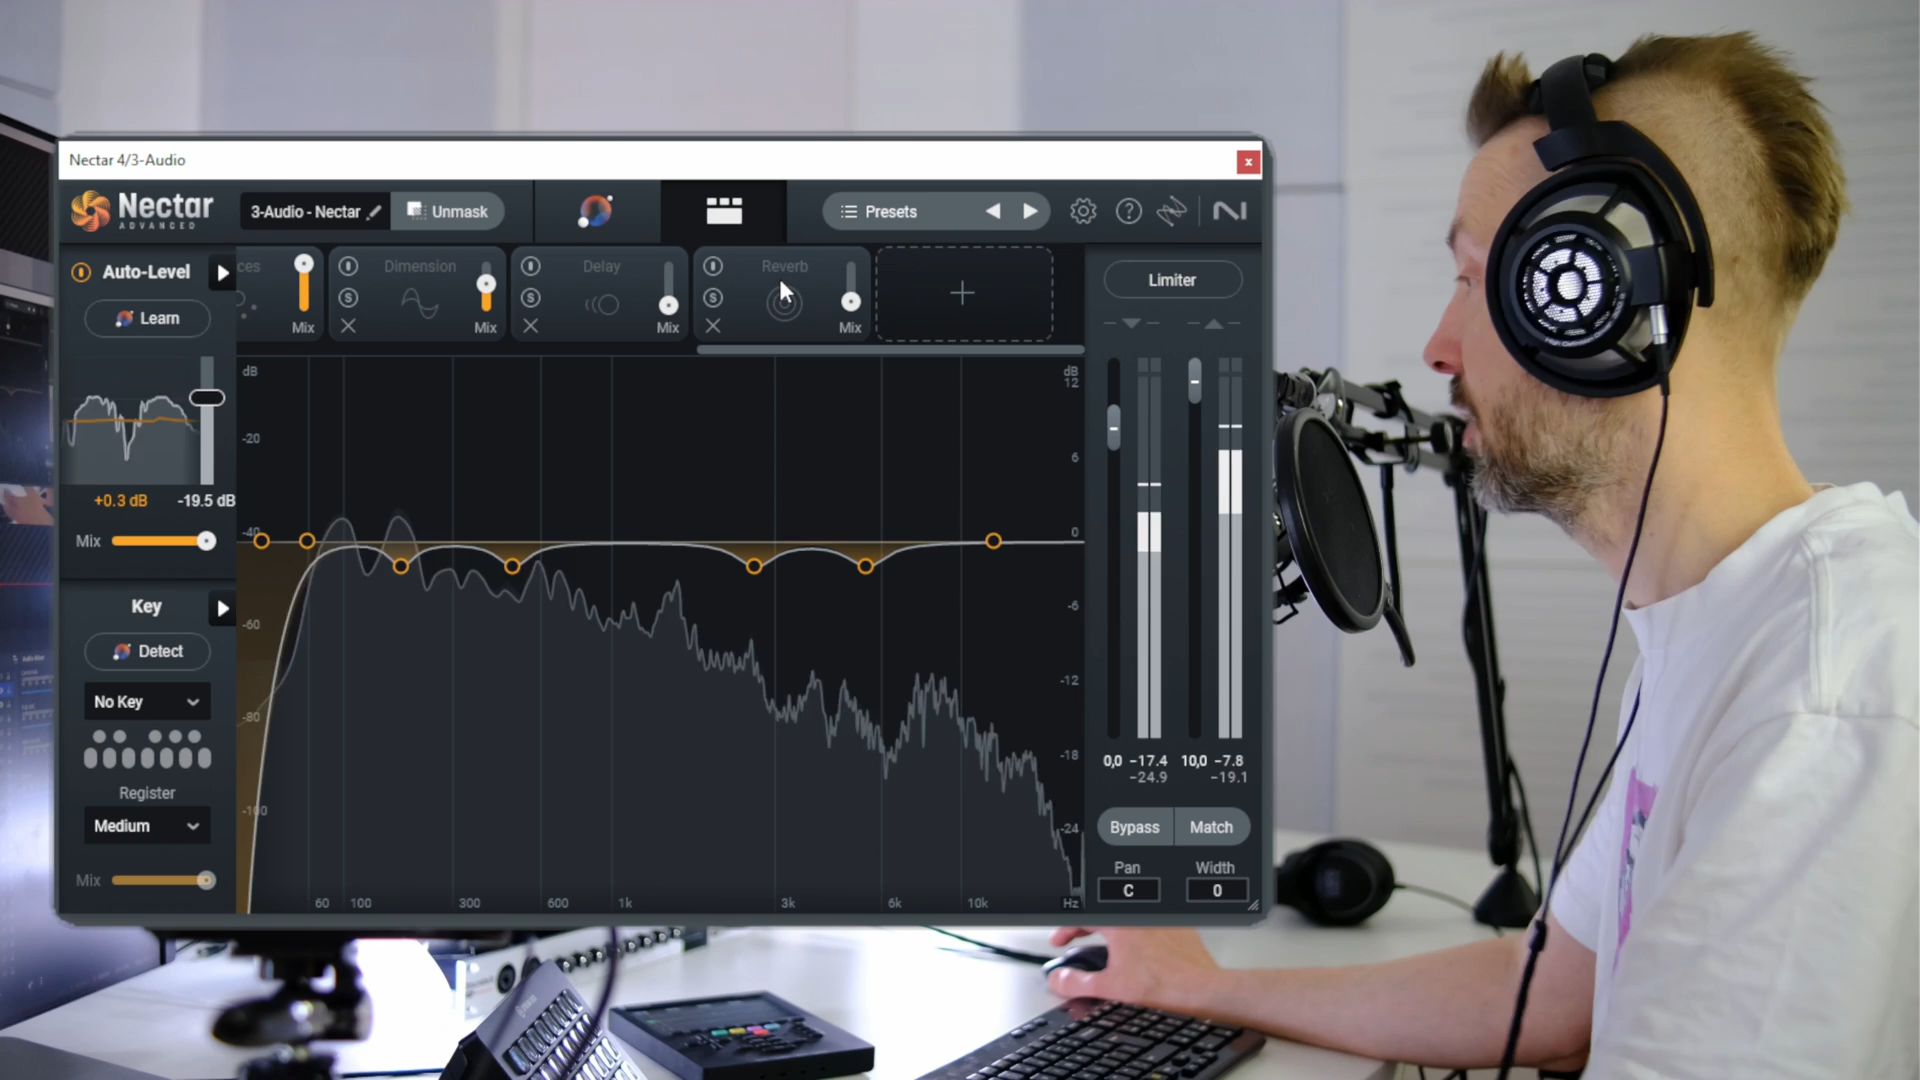 Nectar 4/3-Audio
x
Nectar
ADVANCED
3-Audio - Nectar
Unmask
Presets
Auto-Level
Learn
+0.3 dB
-19.5 dB
Mix
Key
Detect
No Key
Register
Medium
Mix
ces
Mix
S
Dimension
Mix
S
Delay
Mix
S
Reverb
Mix
+
dB
-20
-40
-60
-80
-100
60
100
300
600
1k
3k
6k
10k
Hz
dB
12
6
0
-6
-12
-18
-24
Limiter
0,0 -17.4 10,0 -7.8
-24.9 -19.1
Bypass
Match
Pan
Width
C
0